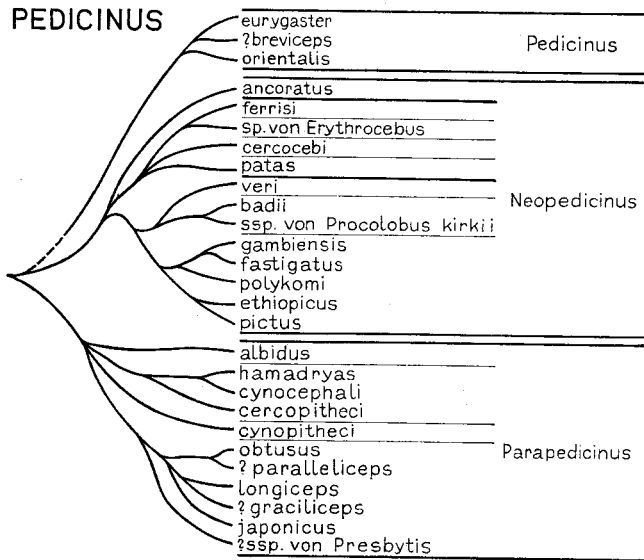 PEDICINUS
eurygaster
?breviceps
orientalis
Pedicinus
ancoratus
ferrisi
sp. von Erythrocebus
cercocebi
patas
veri
badii
ssp. von Procolobus kirkii
gambiensis
fastigatus
polykomi
ethiopicus
pictus
Neopedicinus
albidus
hamadryas
cynocephali
cercopitheci
cynopitheci
obtusus
? paralleliceps
longiceps
? graciliceps
japonicus
?ssp. von Presbytis
Parapedicinus